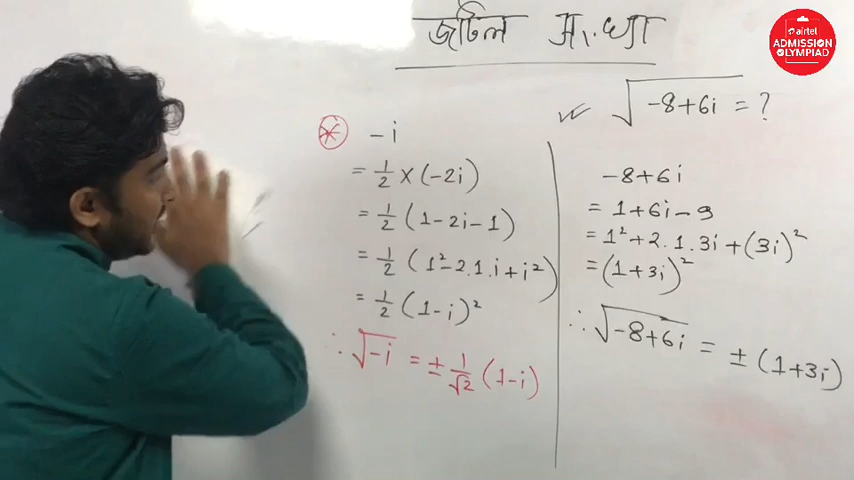 জটিল সংখ্যা
airtel
ADMISSION
OLYMPIAD
√-8+6i = ?
* -i
= 1/2 × (-2i)
= 1/2 (1-2i-1)
= 1/2 (1²-2.1.i+i²)
= 1/2 (1-i)²
∴ √-i = ± 1/√2 (1-i)
-8+6i
= 1+6i-9
= 1²+2.1.3i+(3i)²
= (1+3i)²
∴ √-8+6i = ± (1+3i)